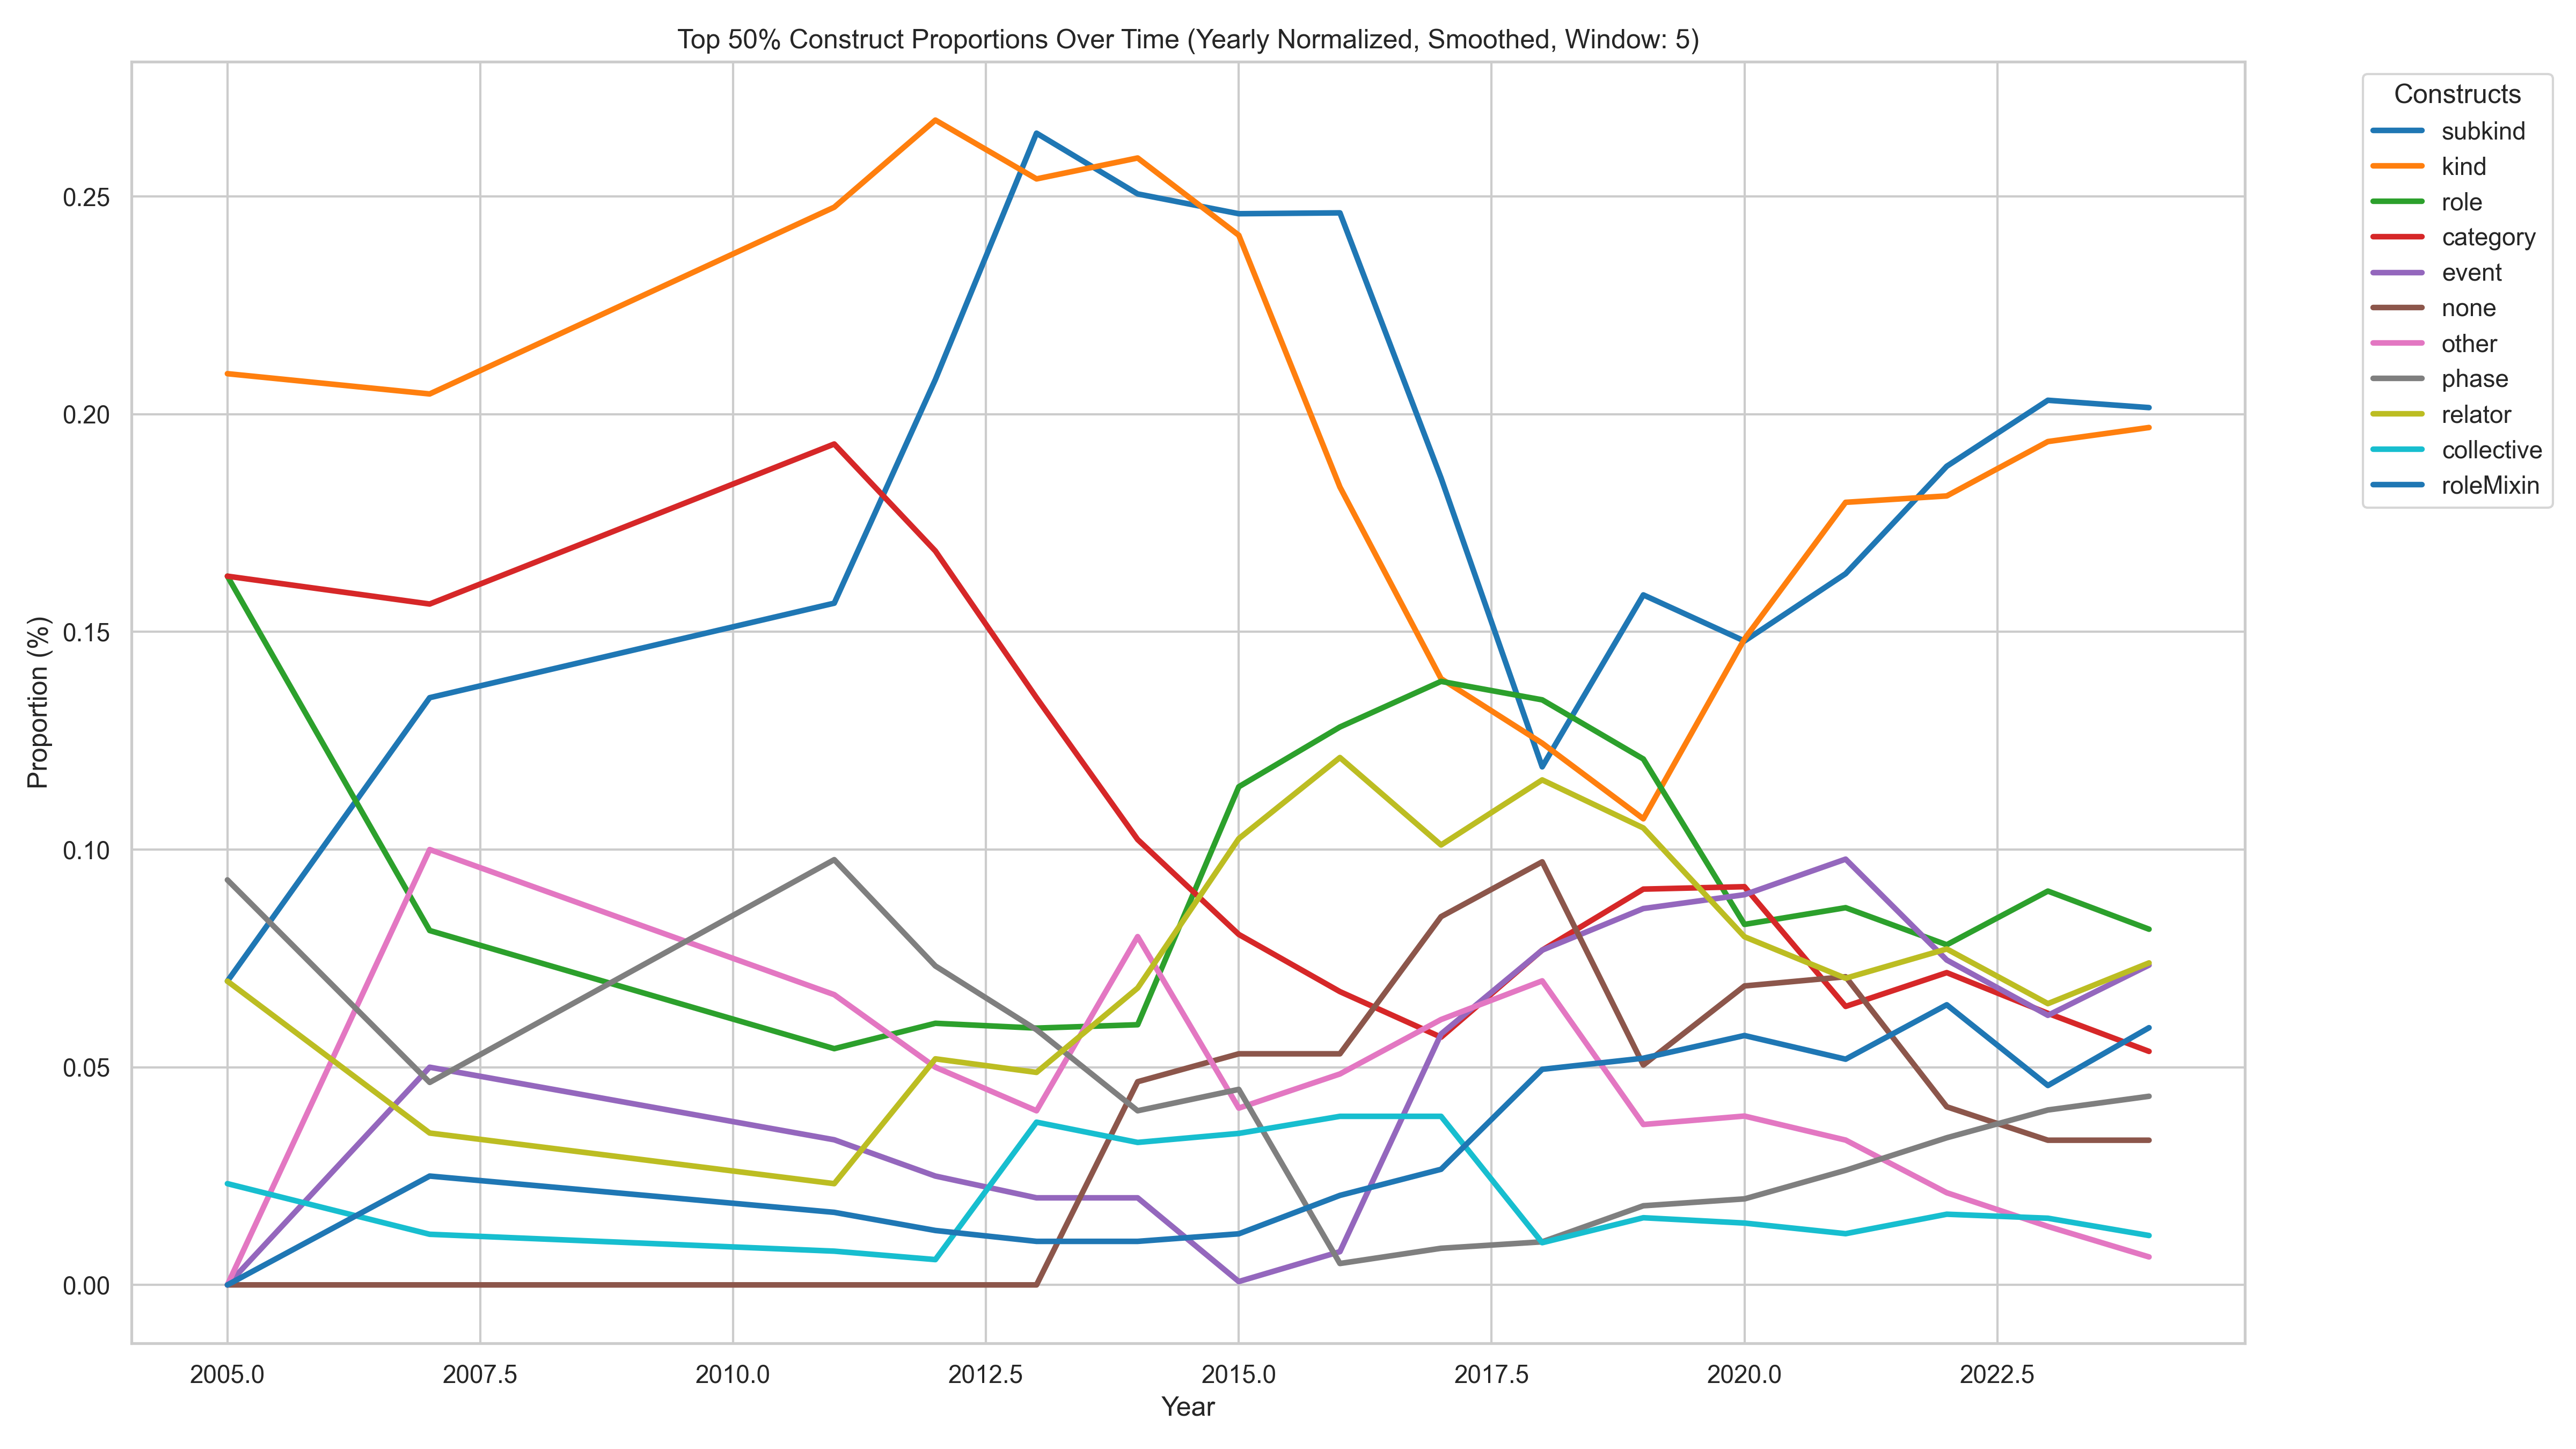 Top 50% Construct Proportions Over Time (Yearly Normalized, Smoothed, Window: 5)
Constructs
subkind
kind
role
category
event
none
other
phase
relator
collective
roleMixin
Proportion (%)
0.25
0.20
0.15
0.10
0.05
0.00
2005.0 2007.5 2010.0 2012.5 2015.0 2017.5 2020.0 2022.5
Year